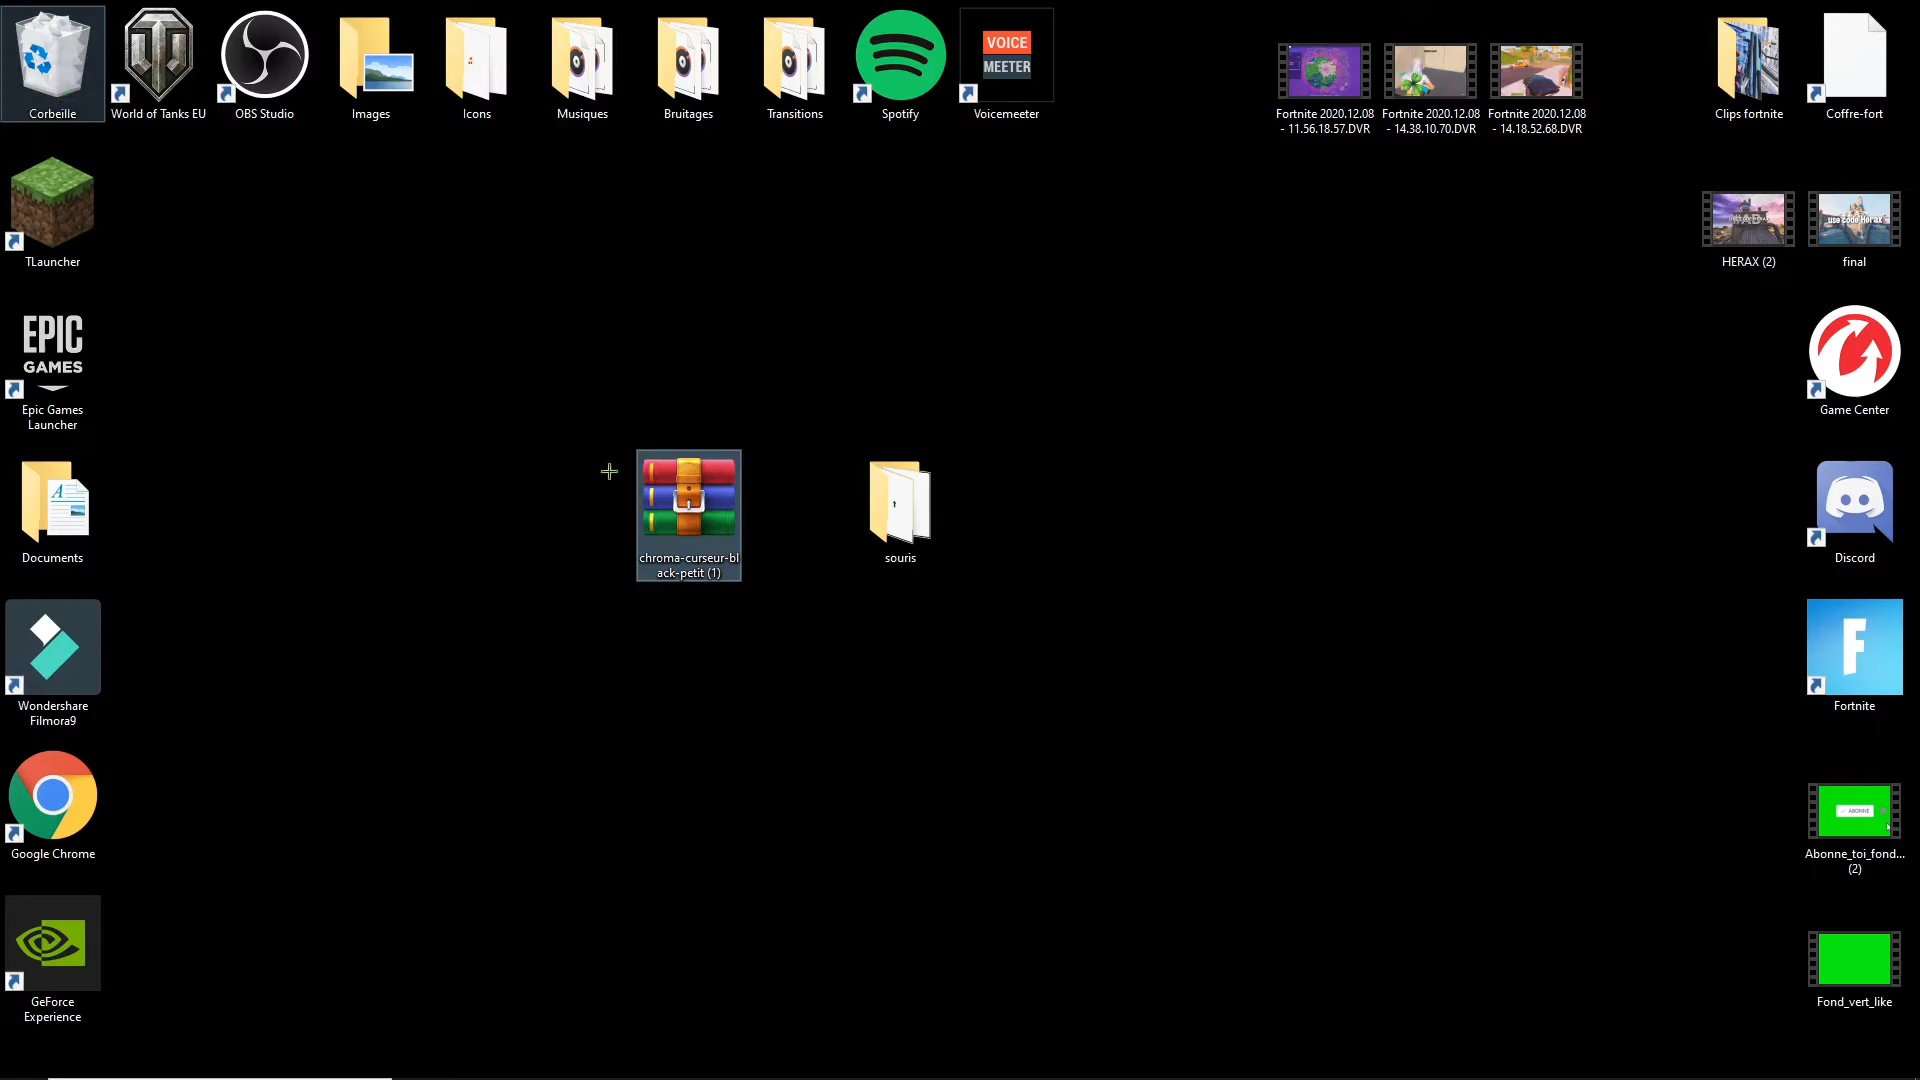 VOICE
MEETER
Corbeille
World of Tanks EU
OBS Studio
Images
Icons
Musiques
Bruitages
Transitions
Spotify
Voicemeeter
Fortnite 2020.12.08
- 11.56.18.57.DVR
Fortnite 2020.12.08
- 14.38.10.70.DVR
Fortnite 2020.12.08
- 14.18.52.68.DVR
Clips fortnite
Coffre-fort
use code Herax
TLauncher
HERAX (2)
final
EPIC
GAMES
Epic Games
Launcher
Game Center
chroma-curseur-bl
ack-petit (1)
souris
Documents
Discord
F
Wondershare
Filmora9
Fortnite
ABONNE
Google Chrome
Abonne_toi_fond...
(2)
GeForce
Experience
Fond_vert_like